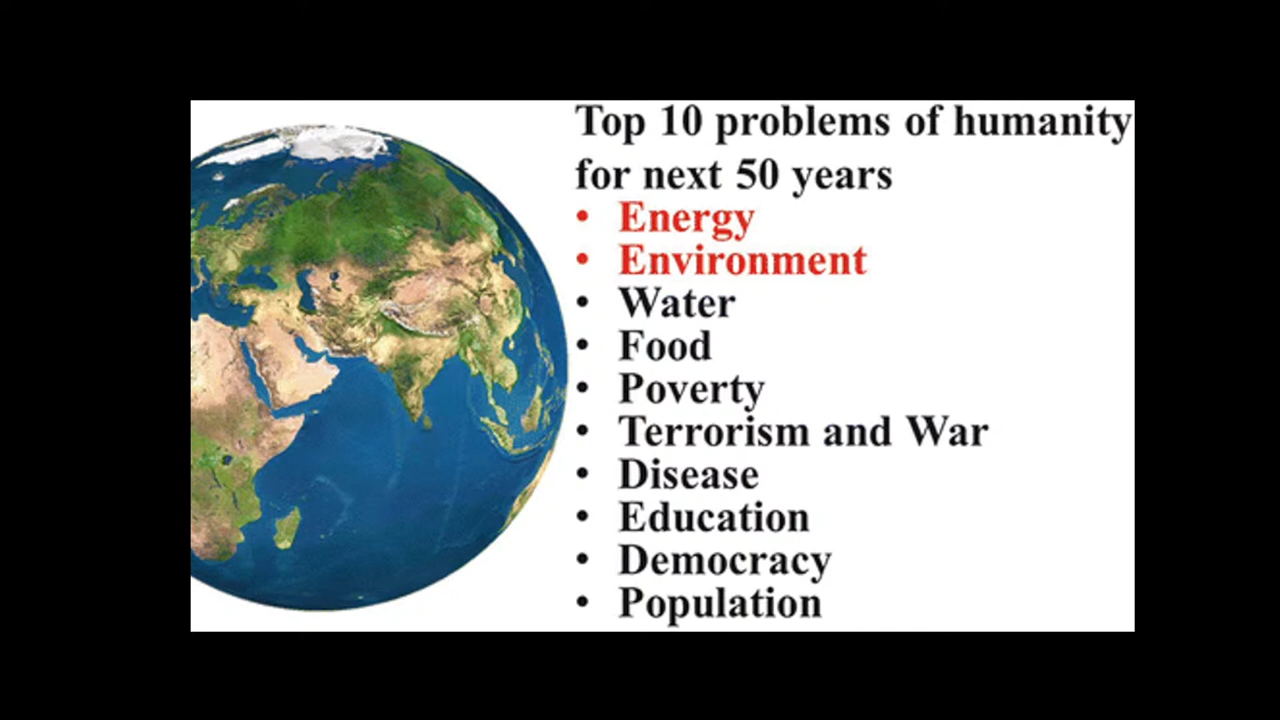 Top 10 problems of humanity
for next 50 years
• Energy
• Environment
• Water
• Food
• Poverty
• Terrorism and War
• Disease
• Education
• Democracy
• Population